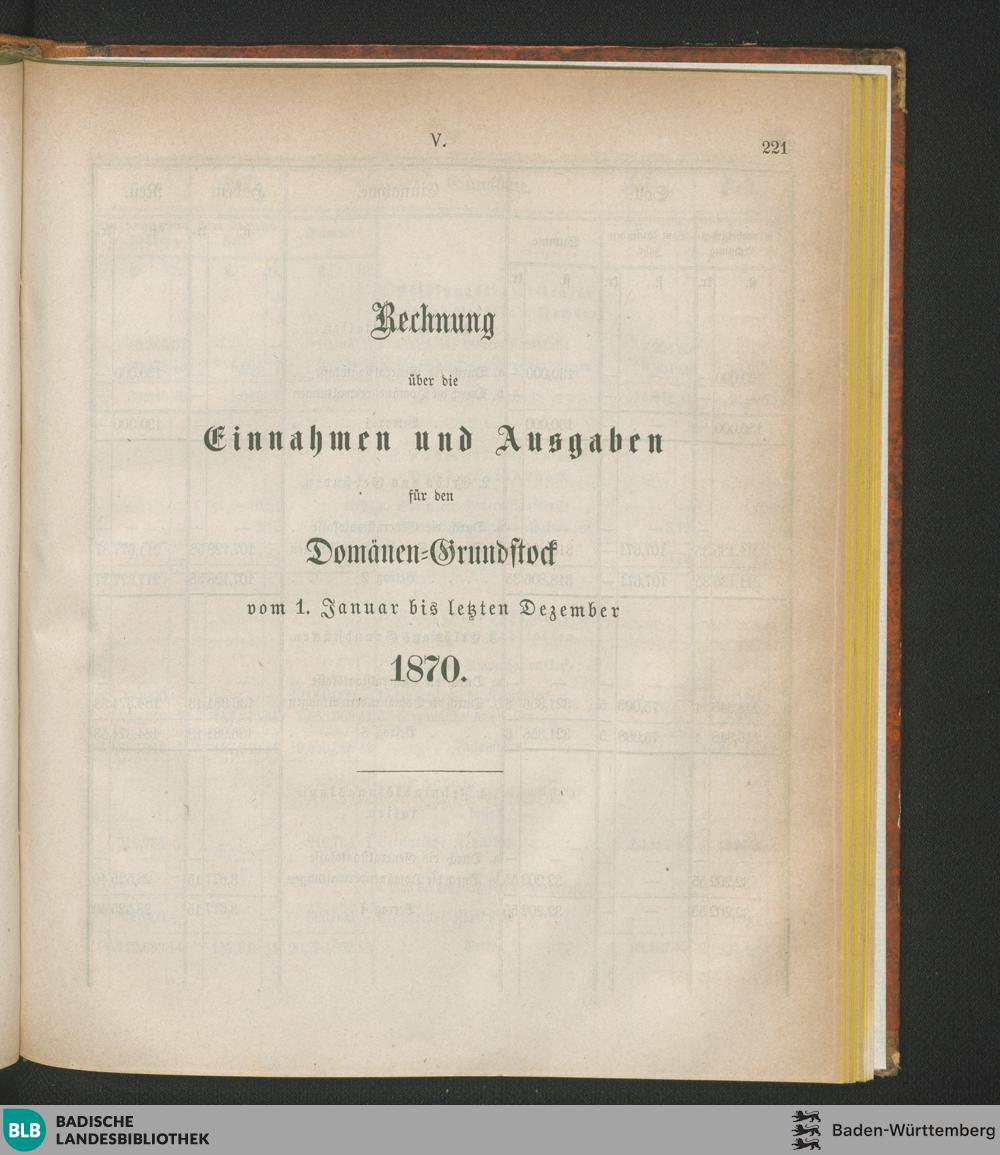 V.
221
Rechnung
über die
Einnahmen und Ausgaben
für den
Domänen=Grundstock
vom 1. Januar bis letzten Dezember
1870.
BLB BADISCHE
LANDESBIBLIOTHEK
Baden-Württemberg